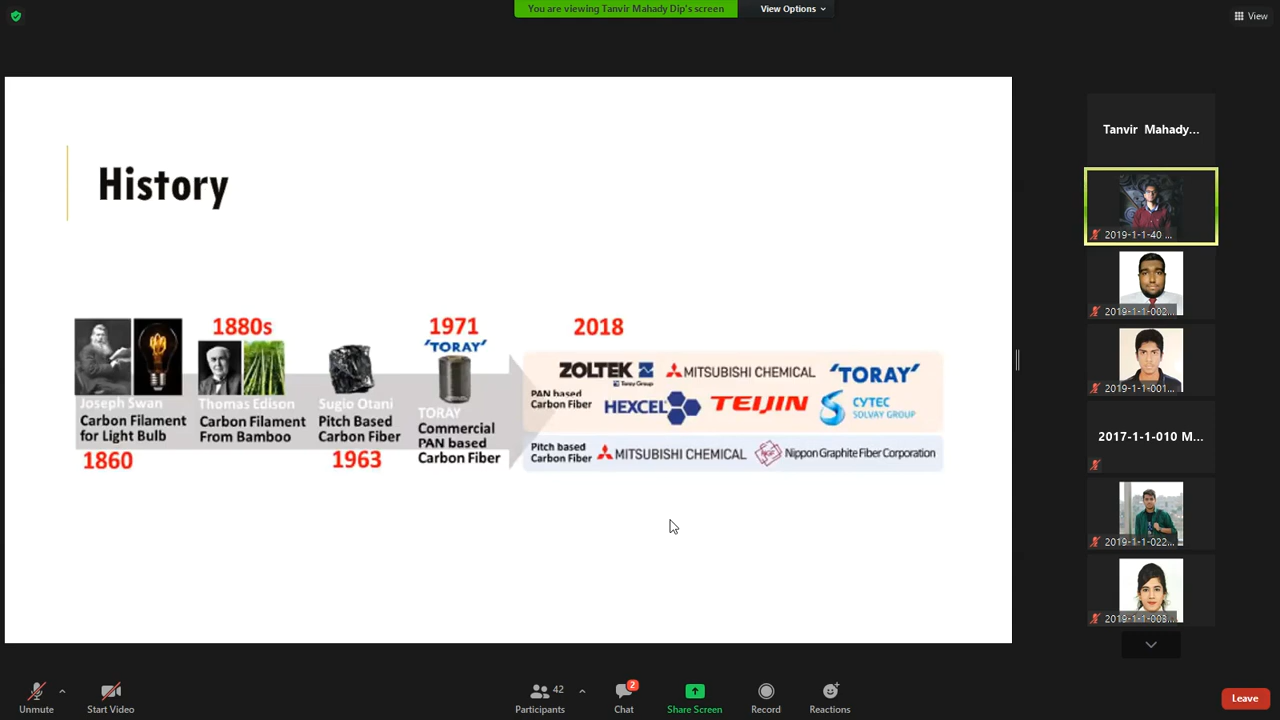 You are viewing Tanvir Mahady Dip's screen
View Options
View
History
1880s
1971
2018
'TORAY'
Joseph Swan
Carbon Filament
for Light Bulb
1860
Thomas Edison
Carbon Filament
From Bamboo
Sugio Otani
Pitch Based
Carbon Fiber
1963
TORAY
Commercial
PAN based
Carbon Fiber
PAN based
Carbon Fiber
ZOLTEK
Toray Group
MITSUBISHI CHEMICAL
'TORAY'
HEXCEL
TEIJIN
CYTEC
SOLVAY GROUP
Pitch based
Carbon Fiber
MITSUBISHI CHEMICAL
Nippon Graphite Fiber Corporation
Tanvir Mahady...
2019-1-1-40 ...
2019-1-1-002...
2019-1-1-001...
2017-1-1-010 M...
2019-1-1-022...
2019-1-1-003...
Unmute
Start Video
Participants
42
Chat
2
Share Screen
Record
Reactions
Leave